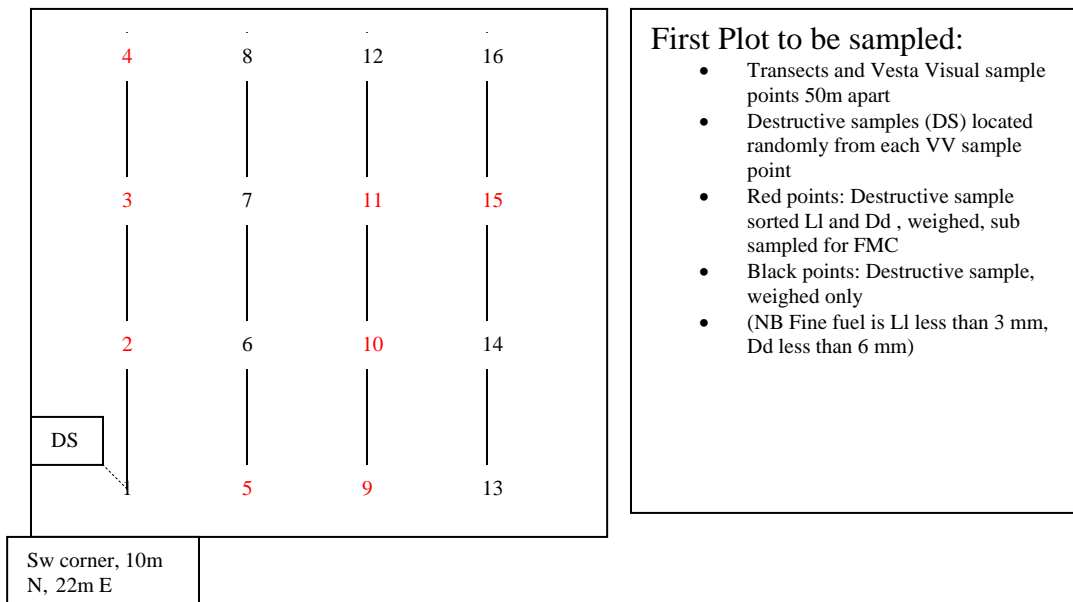 4 8 12 16
3 7 11 15
2 6 10 14
DS
1 5 9 13
Sw corner, 10m
N, 22m E
First Plot to be sampled:
• Transects and Vesta Visual sample
points 50m apart
• Destructive samples (DS) located
randomly from each VV sample
point
• Red points: Destructive sample
sorted Ll and Dd , weighed, sub
sampled for FMC
• Black points: Destructive sample,
weighed only
• (NB Fine fuel is Ll less than 3 mm,
Dd less than 6 mm)